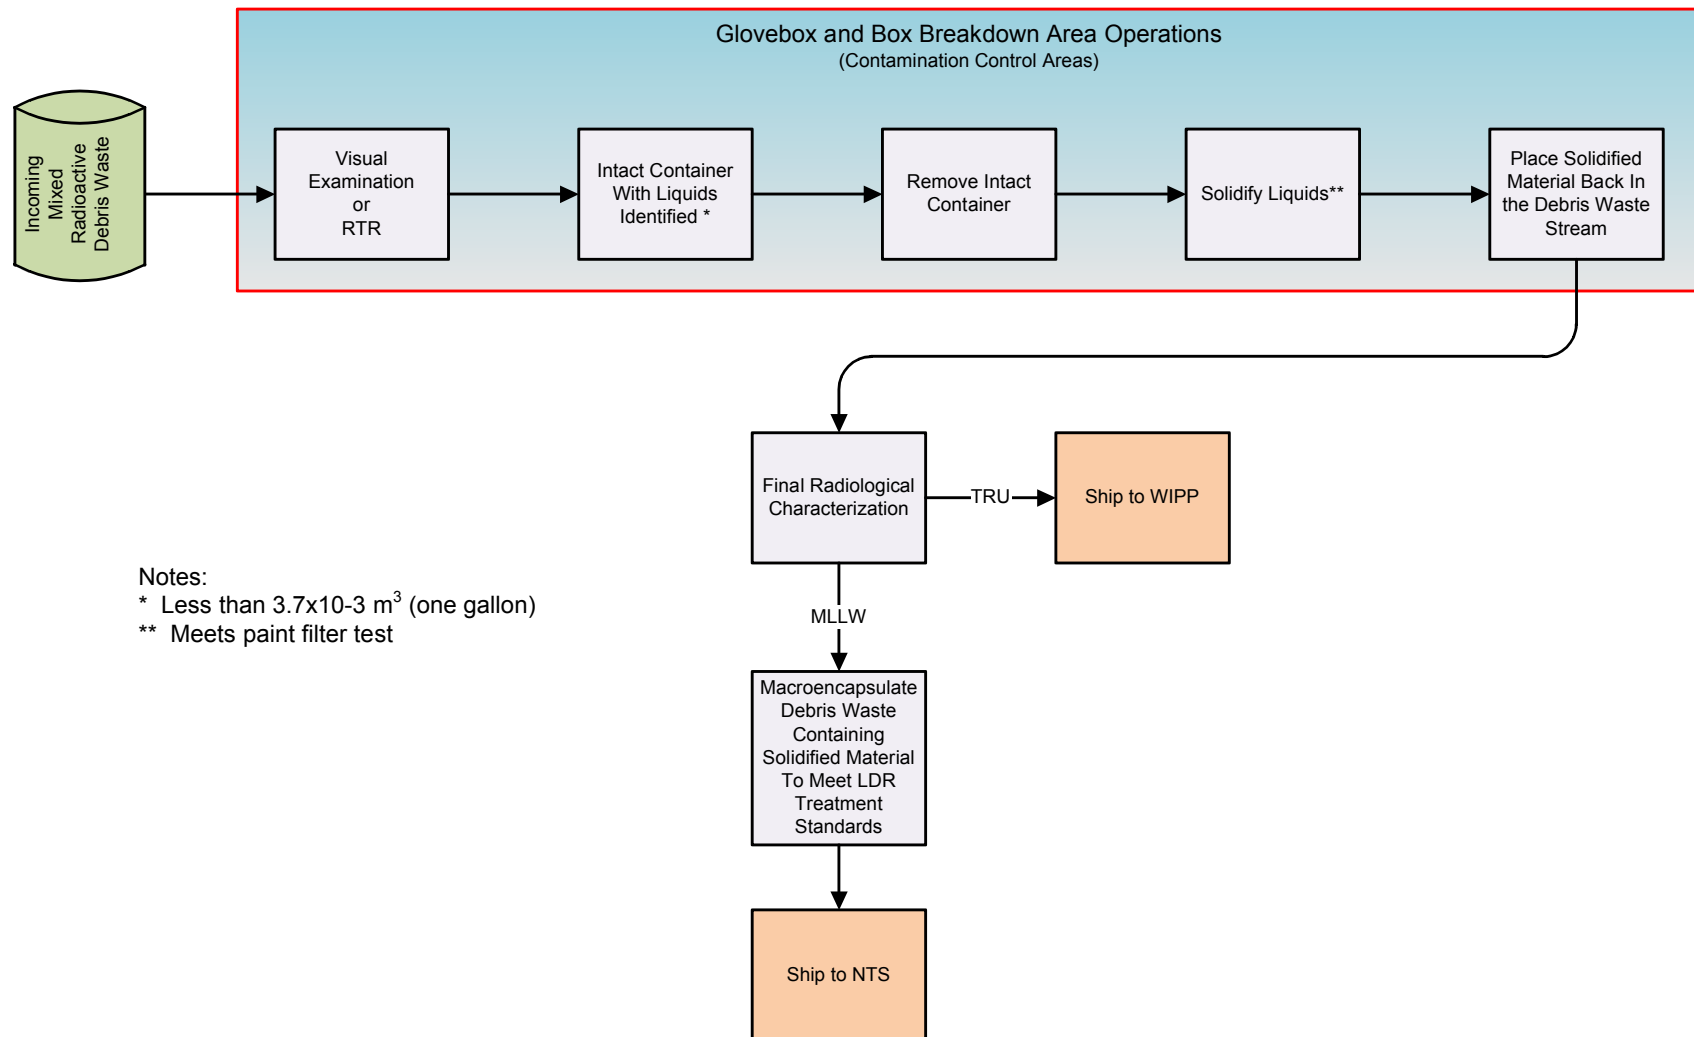 Glovebox and Box Breakdown Area Operations
(Contamination Control Areas)
Incoming
Mixed
Radioactive
Debris Waste
Visual
Examination
or
RTR
Intact Container
With Liquids
Identified *
Remove Intact
Container
Solidify Liquids**
Place Solidified
Material Back In
the Debris Waste
Stream
Final Radiological
Characterization
TRU
Ship to WIPP
MLLW
Notes:
* Less than 3.7x10-3 m³ (one gallon)
** Meets paint filter test
Macroencapsulate
Debris Waste
Containing
Solidified Material
To Meet LDR
Treatment
Standards
Ship to NTS